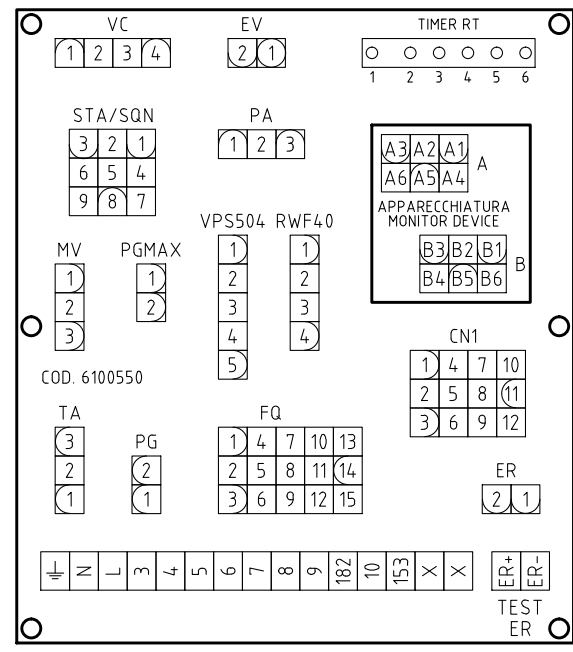 VC EV TIMER RT
1 2 3 4 2 1
1 2 3 4 5 6
STA/SQN PA
3 2 1 1 2 3
6 5 4
9 8 7
A3 A2 A1
A6 A5 A4 A
APPARECCHIATURA
MONITOR DEVICE
B3 B2 B1
B4 B5 B6 B
MV PGMAX VPS504 RWF40
1 1 1 1
2 2 2 2
3 3 3
4 4
5
COD. 6100550
CN1
1 4 7 10
2 5 8 11
3 6 9 12
TA PG FQ
3 1 4 7 10 13
2 2 2 5 8 11 14
1 1 3 6 9 12 15
ER
2 1
N L 3 4 5 6 7 8 9 182 10 153 X X ER+ ER-
TEST
ER